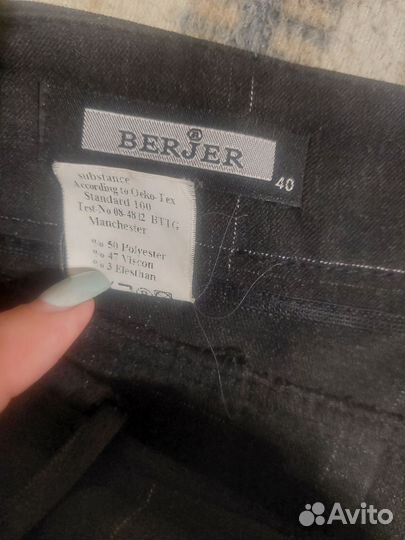 ®
BERJER
40
substance
According to Oeko-Tex
Standard 100
Test-No 08-4812 BTTG
Manchester
%50 Polyester
%47 Viscon
%3 Elesthan
Avito